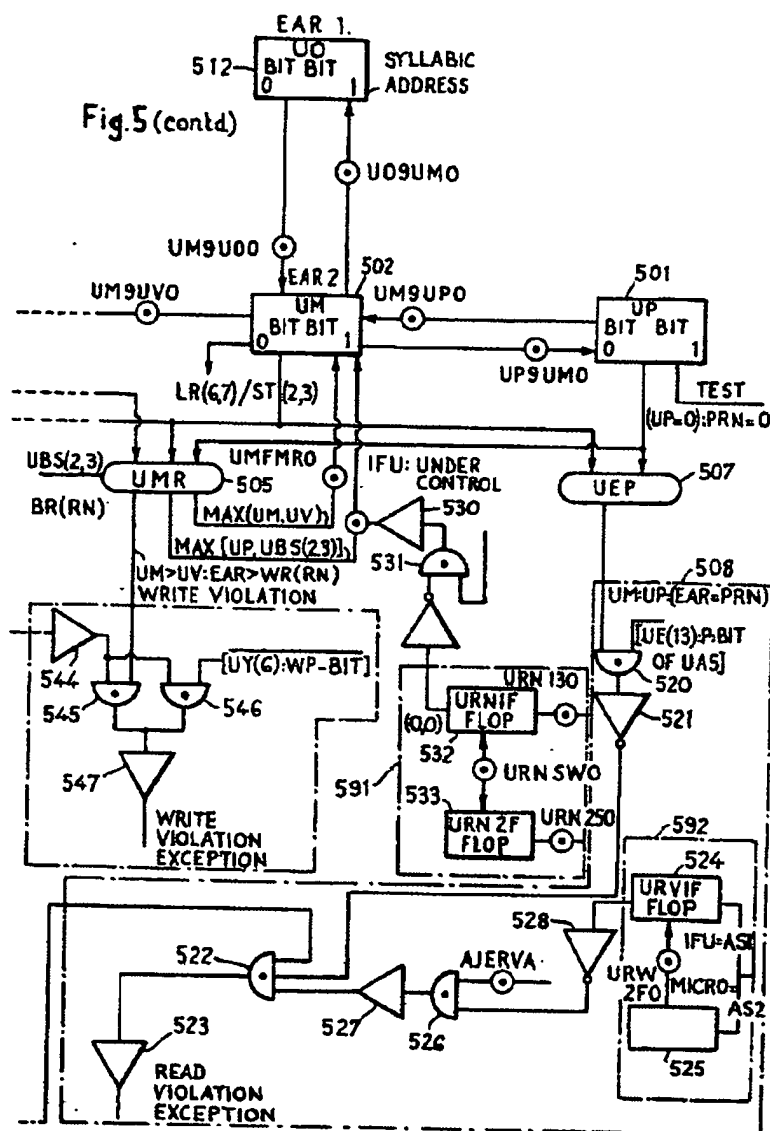 EAR 1.
UO
512
BIT BIT
0 1
SYLLABIC
ADDRESS
Fig.5 (contd)
UO9UMO
UM9UOO
EAR 2
502
501
UM9UVO
UM
UM9UPO
UP
BIT BIT
0 1
BIT BIT
0 1
UP9UMO
LR(6,7)/ST(2,3)
TEST
(UP=0):PRN=0
UBS(2,3)
UMR
505
UMFMRO
IFU: UNDER
CONTROL
530
UEP
507
BR(RN)
MAX(UM,UV)
531
MAX[UP,UBS(2,3)]
UM>UV:EAR>WR(RN)
WRITE VIOLATION
508
UM:UP-(EAR=PRN)
[UE(13):P-BIT
OF UAS]
520
544
[UY(6):WP-BIT]
545
546
521
URN 130
(0,0)
URN1F
FLOP
532
547
591
URN SWO
533
URN 250
URN 2F
FLOP
WRITE
VIOLATION
EXCEPTION
592
524
URV1F
FLOP
528
IFU=AS1
522
AJERVA
URW
2FO
MICRO=
AS2
527
526
525
523
READ
VIOLATION
EXCEPTION